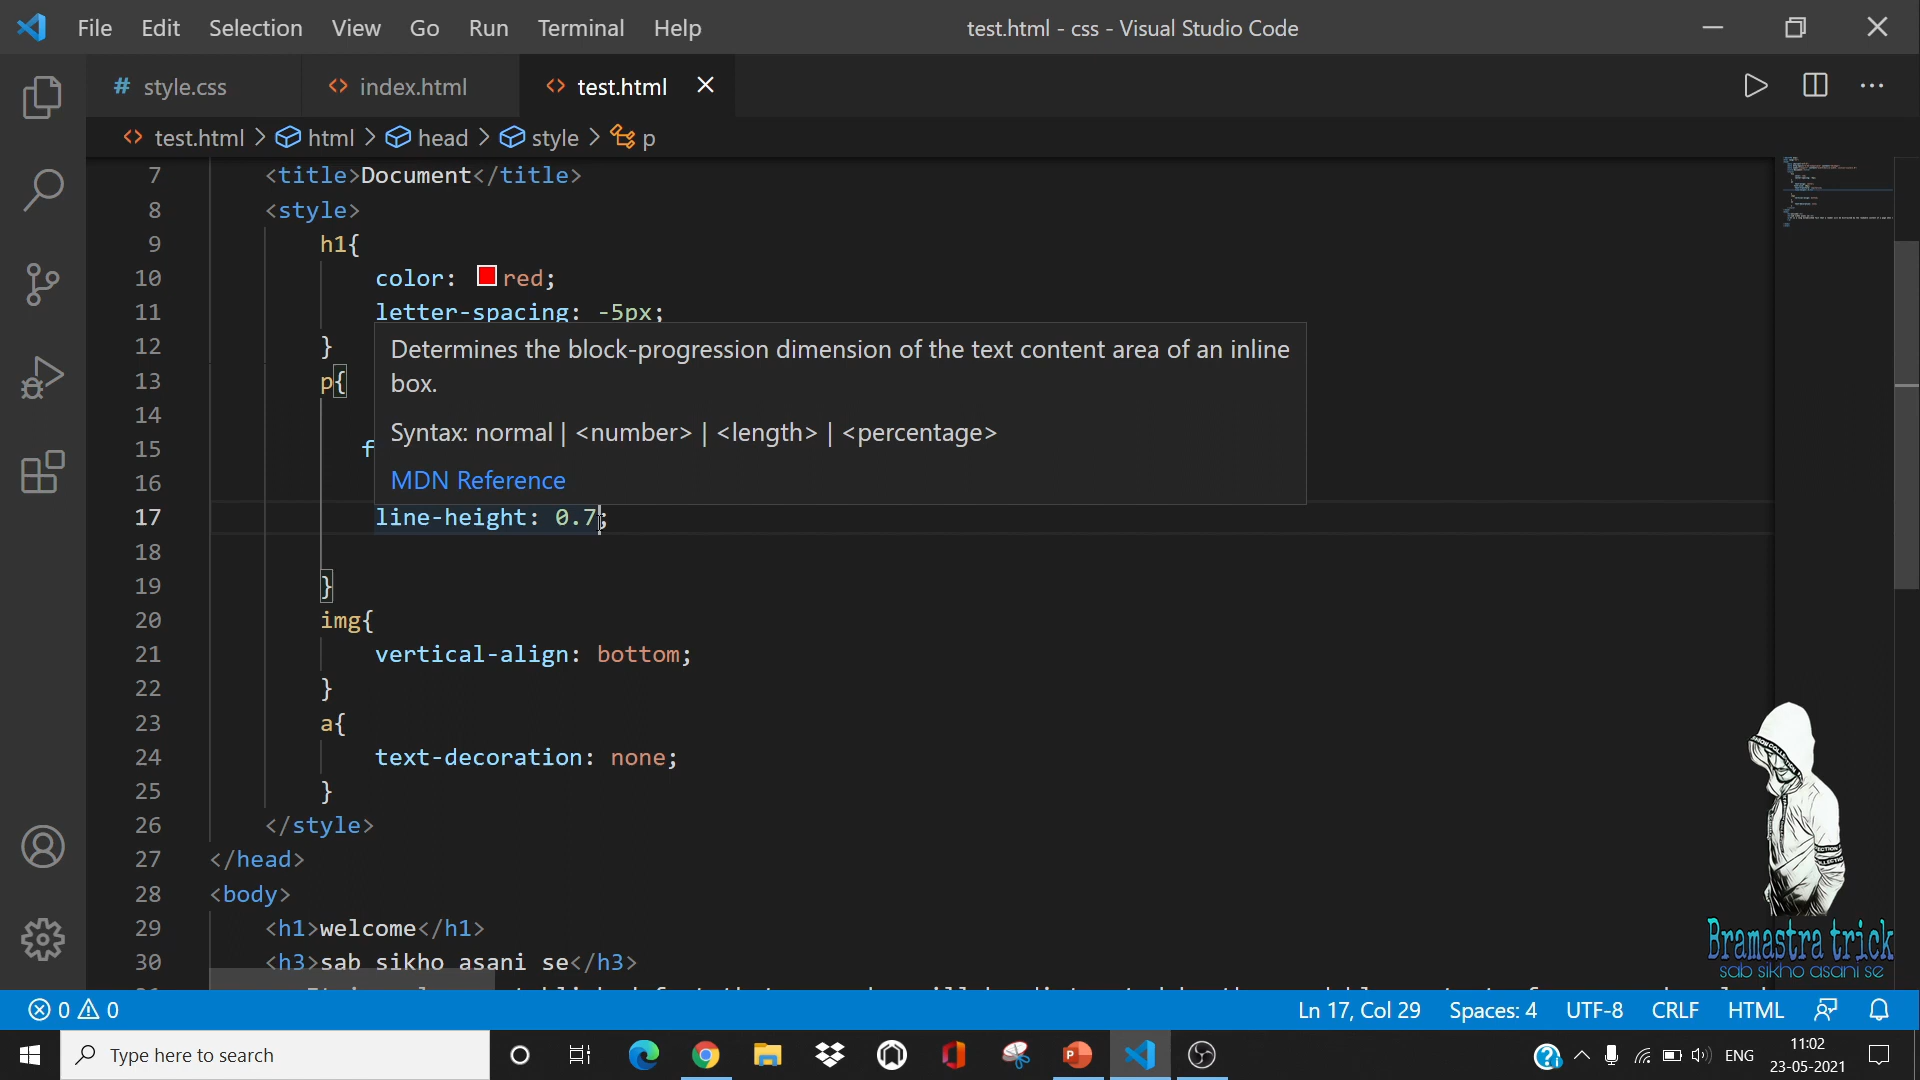 File Edit Selection View Go Run Terminal Help test.html - css - Visual Studio Code
# style.css <> index.html <> test.html
<> test.html > html > head > style > p
7 <title>Document</title>
8 <style>
9 h1{
10 color: red;
11 letter-spacing: -5px;
12 }
Determines the block-progression dimension of the text content area of an inline
box.
Syntax: normal | <number> | <length> | <percentage>
MDN Reference
13 p{
14
15 f
16
17 line-height: 0.7;
18
19 }
20 img{
21 vertical-align: bottom;
22 }
23 a{
24 text-decoration: none;
25 }
26 </style>
27 </head>
28 <body>
29 <h1>welcome</h1>
30 <h3>sab sikho asani se</h3>
Bramastra trick
sab sikho asani se
0 0 Ln 17, Col 29 Spaces: 4 UTF-8 CRLF HTML
Type here to search ENG 11:02
23-05-2021